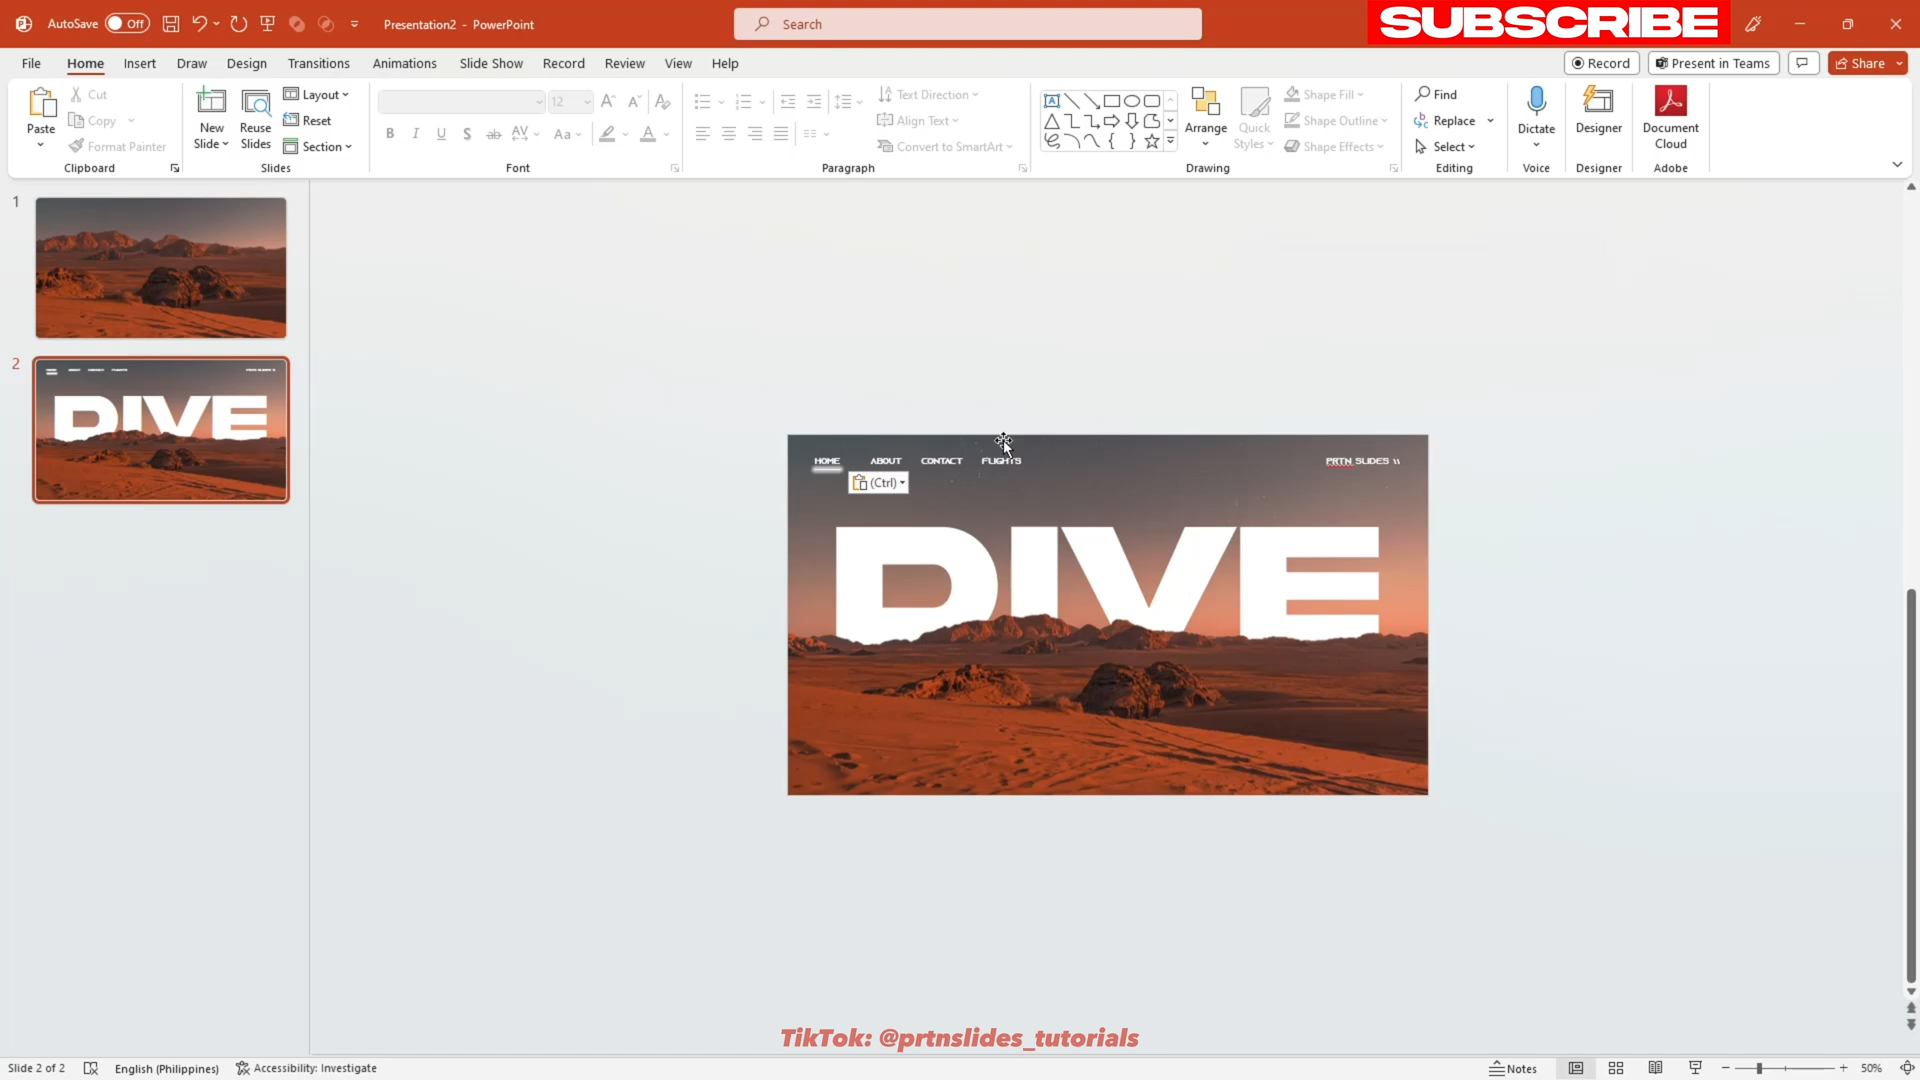 AutoSave Off Presentation2 - PowerPoint Search SUBSCRIBE
File Home Insert Draw Design Transitions Animations Slide Show Record Review View Help Record Present in Teams Share
Paste
Cut
Copy
Format Painter
Clipboard
New Slide
Reuse Slides
Layout
Reset
Section
Slides
12
B I U S ab AV Aa A
Font
Text Direction
Align Text
Convert to SmartArt
Paragraph
Arrange
Quick Styles
Shape Fill
Shape Outline
Shape Effects
Drawing
Find
Replace
Select
Editing
Dictate
Voice
Designer
Designer
Document Cloud
Adobe
1
2
DIVE
HOME ABOUT CONTACT FLIGHTS PRTN SLIDES \\
(Ctrl)
DIVE
TikTok: @prtnslides_tutorials
Slide 2 of 2 English (Philippines) Accessibility: Investigate Notes 50%